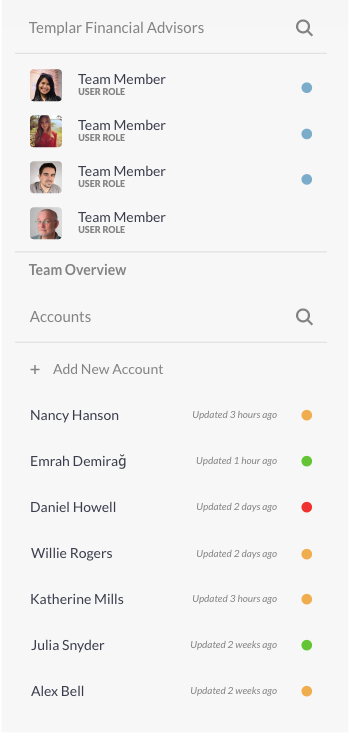 Templar Financial Advisors
Team Member
USER ROLE
Team Member
USER ROLE
Team Member
USER ROLE
Team Member
USER ROLE
Team Overview
Accounts
+ Add New Account
Nancy Hanson Updated 3 hours ago
Emrah Demirağ Updated 1 hour ago
Daniel Howell Updated 2 days ago
Willie Rogers Updated 2 days ago
Katherine Mills Updated 3 hours ago
Julia Snyder Updated 2 weeks ago
Alex Bell Updated 2 weeks ago